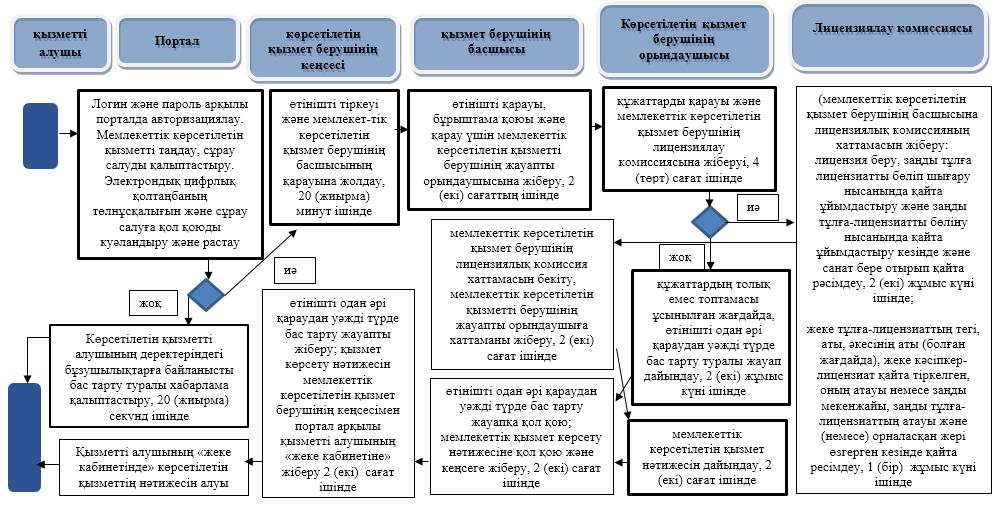 қызметті
алушы
Портал
көрсетілетін
қызмет берушінің
кеңсесі
қызмет берушінің
басшысы
Көрсетілетін қызмет
берушінің
орындаушысы
Лицензиялау комиссиясы
Логин және пароль арқылы
порталда авторизациялау.
Мемлекеттік көрсетілетін
қызметті таңдау, сұрау
салуды қалыптастыру.
Электрондық цифрлық
қолтаңбаның
төлнұсқалығын және сұрау
салуға қол қоюды
куәландыру және растау
өтінішті тіркеуі
және мемлекет-тік
көрсетілетін
қызмет берушінің
басшысының
қарауына жолдау,
20 (жиырма)
минут ішінде
өтінішті қарауы,
бұрыштама қоюы және
қарау үшін мемлекеттік
көрсетілетін қызметті
берушінің жауапты
орындаушысына жіберу, 2
(екі) сағаттың ішінде
құжаттарды қарауы және
мемлекеттік көрсетілетін
қызмет берушінің
лицензиялау
комиссиясына жіберуі, 4
(төрт) сағат ішінде
(мемлекеттік көрсетілетін
қызмет берушінің басшысына
лицензиялық комиссияның
хаттамасын жіберу:
лицензия беру, заңды тұлға
лицензиатты бөліп шығару
нысанында қайта
ұйымдастыру және заңды
тұлға-лицензиатты бөліну
нысанында қайта
ұйымдастыру кезінде және
санат бере отырып қайта
рәсімдеу, 2 (екі) жұмыс күні
ішінде;
жеке тұлға-лицензиаттың тегі,
аты, әкесінің аты (болған
жағдайда), жеке кәсіпкер-
лицензиат қайта тіркелген,
оның атауы немесе заңды
мекенжайы, заңды тұлға-
лицензиаттың атауы және
(немесе) орналасқан жері
өзгерген кезінде қайта
ресімдеу, 1 (бір) жұмыс күні
ішінде
иә
жоқ
мемлекеттік көрсетілетін
қызмет берушінің
лицензиялық комиссия
хаттамасын бекіту,
мемлекеттік көрсетілетін
қызметті берушінің
жауапты орындаушыға
хаттаманы жіберу, 2 (екі)
сағат ішінде
құжаттардың толық
емес топтамасы
ұсынылған жағдайда,
өтінішті одан әрі
қараудан уәжді түрде
бас тарту туралы жауап
дайындау, 2 (екі) жұмыс
күні ішінде
иә
жоқ
өтінішті одан әрі
қараудан уәжді түрде
бас тарту жауапты
жіберу; қызмет
көрсету нәтижесін
мемлекеттік
көрсетілетін қызмет
берушінің кеңсесімен
портал арқылы
қызметті алушының
«жеке кабинетіне»
жіберу 2 (екі) сағат
ішінде
Көрсетілетін қызметті
алушының деректеріндегі
бұзушылықтарға байланысты
бас тарту туралы хабарлама
қалыптастыру, 20 (жиырма)
секунд ішінде
өтінішті одан әрі қараудан
уәжді түрде бас тарту
жауапқа қол қою;
мемлекеттік қызмет көрсету
нәтижесіне қол қою және
кеңсеге жіберу, 2 (екі) сағат
ішінде
мемлекеттік
көрсетілетін қызмет
нәтижесін дайындау, 2
(екі) сағат ішінде
Қызметті алушының «жеке
кабинетінде» көрсетілетін
қызметтің нәтижесін алуы